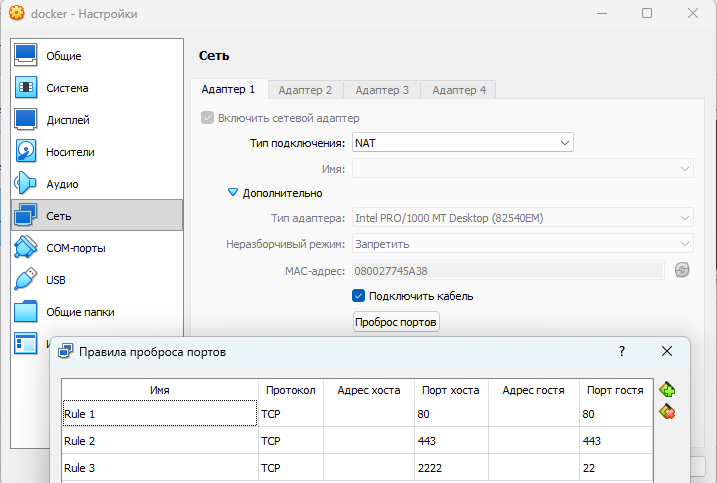 docker - Настройки
Общие
Система
Дисплей
Носители
Аудио
Сеть
COM-порты
USB
Общие папки
Сеть
Адаптер 1 Адаптер 2 Адаптер 3 Адаптер 4
Включить сетевой адаптер
Тип подключения: NAT
Имя:
Дополнительно
Тип адаптера: Intel PRO/1000 MT Desktop (82540EM)
Неразборчивый режим: Запретить
MAC-адрес: 080027745A38
Подключить кабель
Проброс портов
Правила проброса портов ?
Имя Протокол Адрес хоста Порт хоста Адрес гостя Порт гостя
Rule 1 TCP 80 80
Rule 2 TCP 443 443
Rule 3 TCP 2222 22